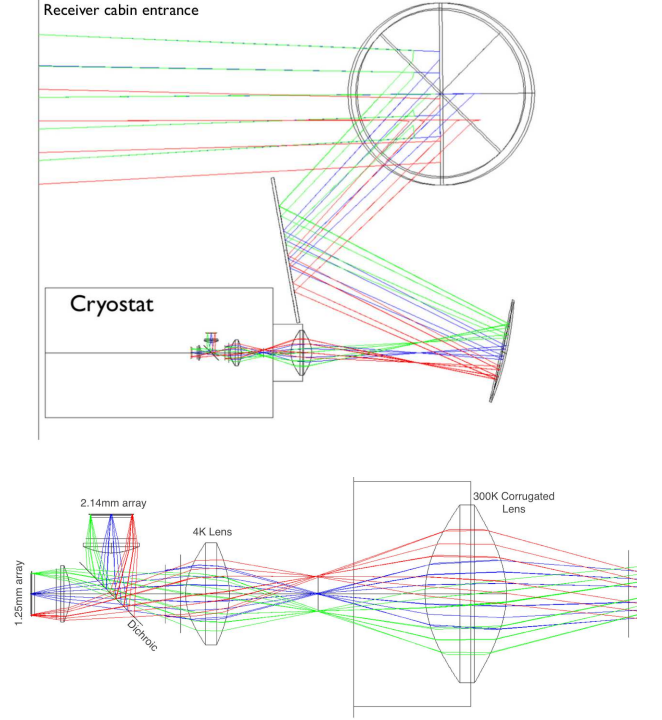 Receiver cabin entrance
Cryostat
2.14mm array
4K Lens
300K Corrugated
Lens
1.25mm array
Dichroic